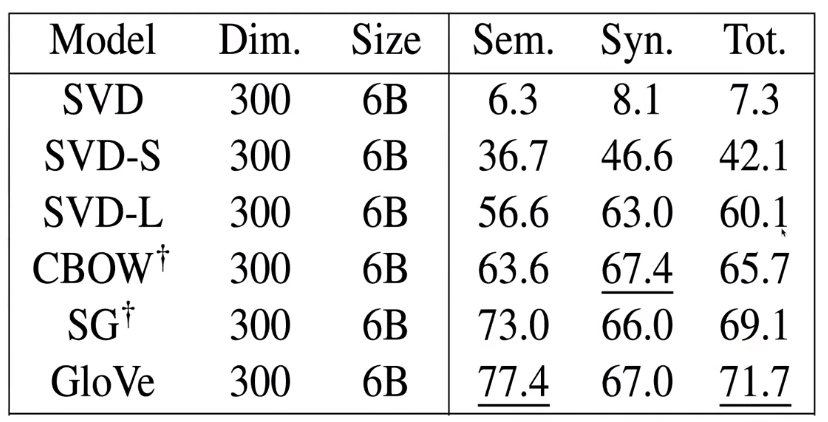 Model Dim. Size Sem. Syn. Tot.
SVD 300 6B 6.3 8.1 7.3
SVD-S 300 6B 36.7 46.6 42.1
SVD-L 300 6B 56.6 63.0 60.1
CBOW† 300 6B 63.6 67.4 65.7
SG† 300 6B 73.0 66.0 69.1
GloVe 300 6B 77.4 67.0 71.7